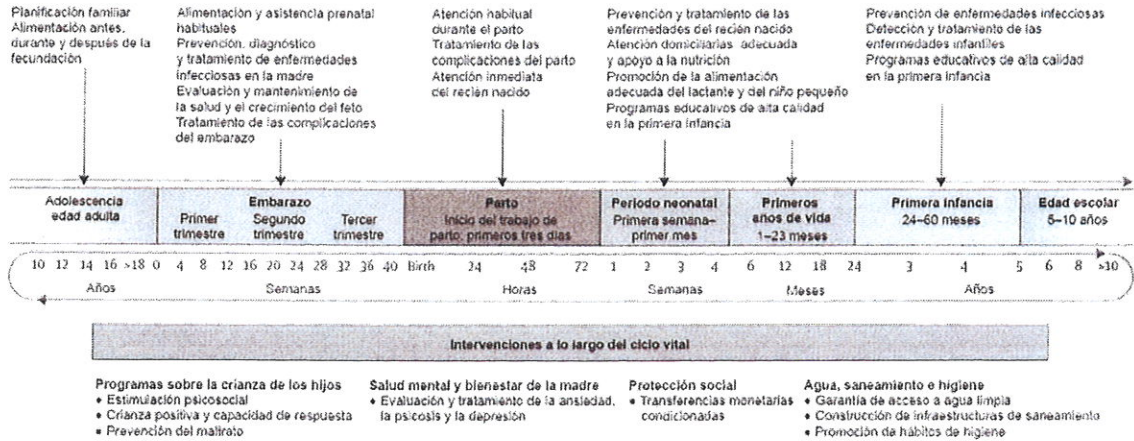 Planificación familiar
Alimentación antes,
durante y después de la
fecundación
Alimentación y asistencia prenatal
habituales
Prevención, diagnóstico
y tratamiento de enfermedades
infecciosas en la madre
Evaluación y mantenimiento de
la salud y el crecimiento del feto
Tratamiento de las complicaciones
del embarazo
Atención habitual
durante el parto
Tratamiento de las
complicaciones del parto
Atención inmediata
del recién nacido
Prevención y tratamiento de las
enfermedades del recién nacido
Atención domiciliarias adecuada
y apoyo a la nutrición
Promoción de la alimentación
adecuada del lactante y del niño pequeño
Programas educativos de alta calidad
en la primera infancia
Prevención de enfermedades infecciosas
Detección y tratamiento de las
enfermedades infantiles
Programas educativos de alta calidad
en la primera infancia
Adolescencia
edad adulta
Embarazo
Primer
trimestre
Segundo
trimestre
Tercer
trimestre
Parto
Inicio del trabajo de
parto: primeros tres días
Periodo neonatal
Primera semana–
primer mes
Primeros
años de vida
1–23 meses
Primera infancia
24–60 meses
Edad escolar
5–10 años
10 12 14 16 >18 0 4 8 12 16 20 24 28 32 36 40 Birth 24 48 72 1 2 3 4 6 12 18 24 3 4 5 6 8 >10
Años Semanas Horas Semanas Meses Años
Intervenciones a lo largo del ciclo vital
Programas sobre la crianza de los hijos
• Estimulación psicosocial
• Crianza positiva y capacidad de respuesta
• Prevención del maltrato
Salud mental y bienestar de la madre
• Evaluación y tratamiento de la ansiedad,
la psicosis y la depresión
Protección social
• Transferencias monetarias
condicionadas
Agua, saneamiento e higiene
• Garantía de acceso a agua limpia
• Construcción de infraestructuras de saneamiento
• Promoción de hábitos de higiene